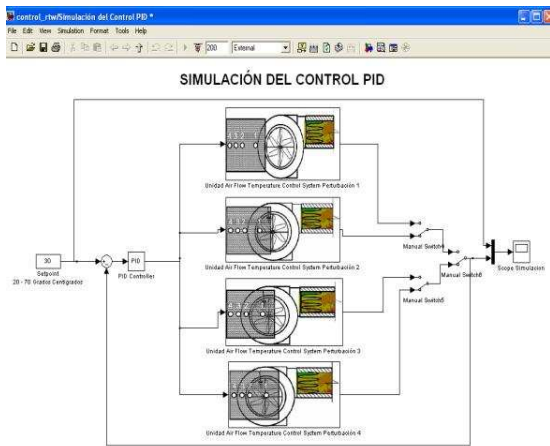 control_rtw/Simulación del Control PID *
File Edit View Simulation Format Tools Help
200 External
SIMULACIÓN DEL CONTROL PID
Unidad Air Flow Temperature Control System Perturbación 1
Unidad Air Flow Temperature Control System Perturbación 2
Unidad Air Flow Temperature Control System Perturbación 3
Unidad Air Flow Temperature Control System Perturbación 4
30
Setpoint
20 - 70 Grados Centigrados
PID
PID Controller
Manual Switch4
Manual Switch5
Manual Switch6
Scope Simulacion